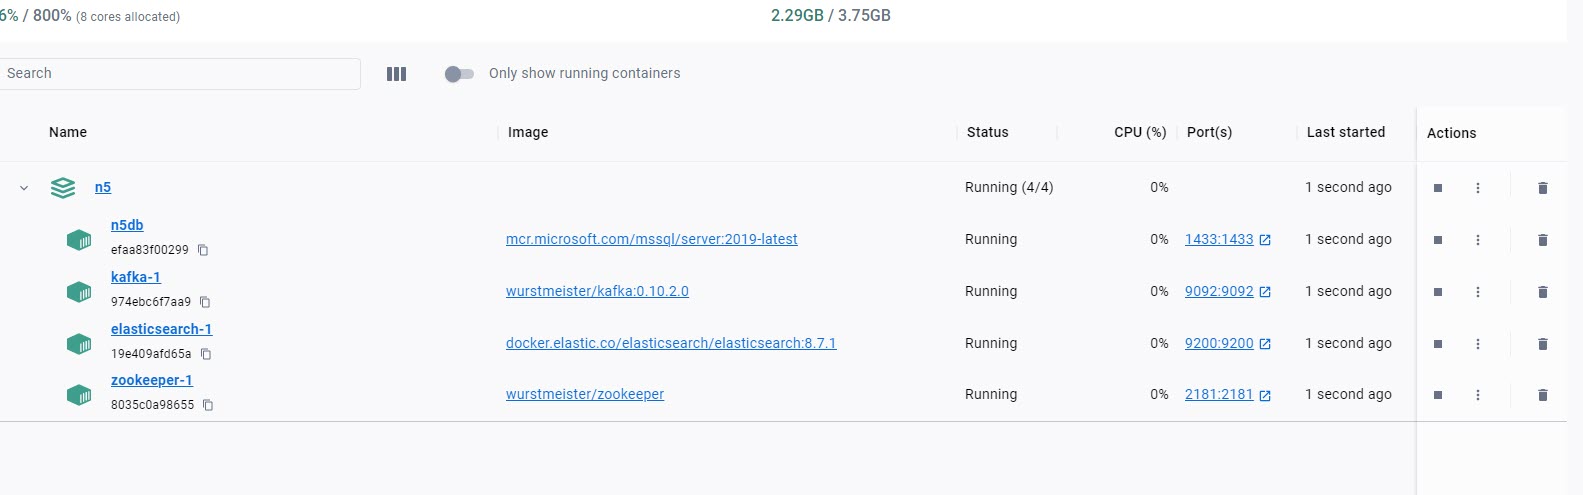 6% / 800% (8 cores allocated) 2.29GB / 3.75GB
Search Only show running containers
Name Image Status CPU (%) Port(s) Last started Actions
n5 Running (4/4) 0% 1 second ago
n5db
efaa83f00299 mcr.microsoft.com/mssql/server:2019-latest Running 0% 1433:1433 1 second ago
kafka-1
974ebc6f7aa9 wurstmeister/kafka:0.10.2.0 Running 0% 9092:9092 1 second ago
elasticsearch-1
19e409afd65a docker.elastic.co/elasticsearch/elasticsearch:8.7.1 Running 0% 9200:9200 1 second ago
zookeeper-1
8035c0a98655 wurstmeister/zookeeper Running 0% 2181:2181 1 second ago